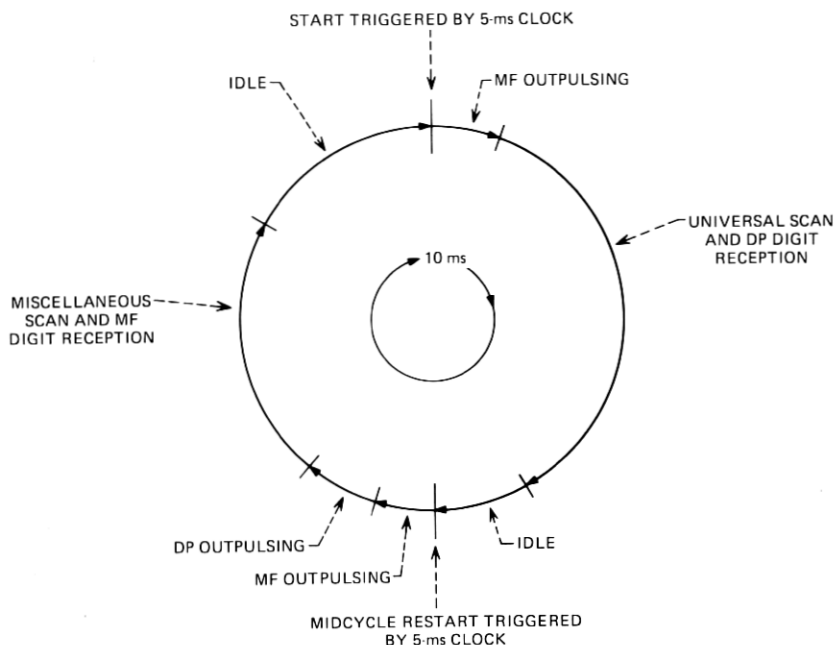 START TRIGGERED BY 5-ms CLOCK
IDLE
MF OUTPULSING
UNIVERSAL SCAN
AND DP DIGIT
RECEPTION
10 ms
MISCELLANEOUS
SCAN AND MF
DIGIT RECEPTION
DP OUTPULSING
MF OUTPULSING
IDLE
MIDCYCLE RESTART TRIGGERED
BY 5-ms CLOCK